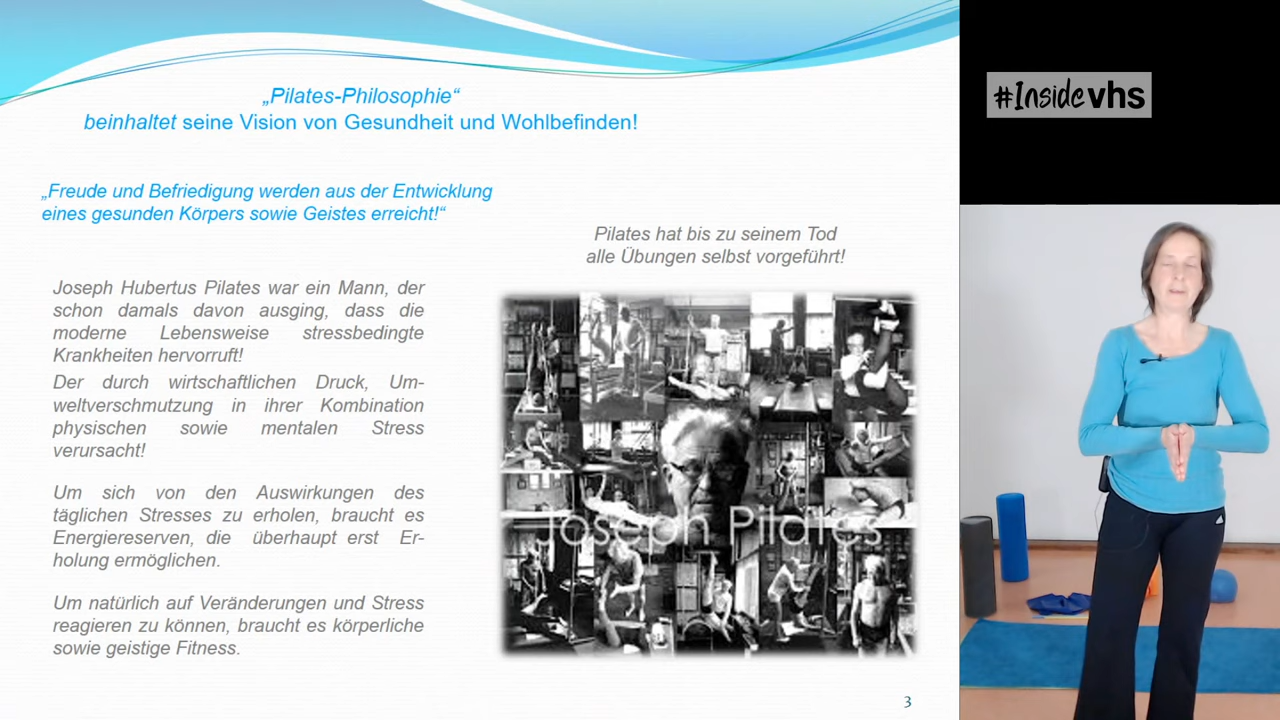 „Pilates-Philosophie“
beinhaltet seine Vision von Gesundheit und Wohlbefinden!
„Freude und Befriedigung werden aus der Entwicklung
eines gesunden Körpers sowie Geistes erreicht!“
Joseph Hubertus Pilates war ein Mann, der
schon damals davon ausging, dass die
moderne Lebensweise stressbedingte
Krankheiten hervorruft!
Der durch wirtschaftlichen Druck, Um-
weltverschmutzung in ihrer Kombination
physischen sowie mentalen Stress
verursacht!
Um sich von den Auswirkungen des
täglichen Stresses zu erholen, braucht es
Energiereserven, die überhaupt erst Er-
holung ermöglichen.
Um natürlich auf Veränderungen und Stress
reagieren zu können, braucht es körperliche
sowie geistige Fitness.
Pilates hat bis zu seinem Tod
alle Übungen selbst vorgeführt!
Joseph Pilates
3
#Insidevhs
adidas